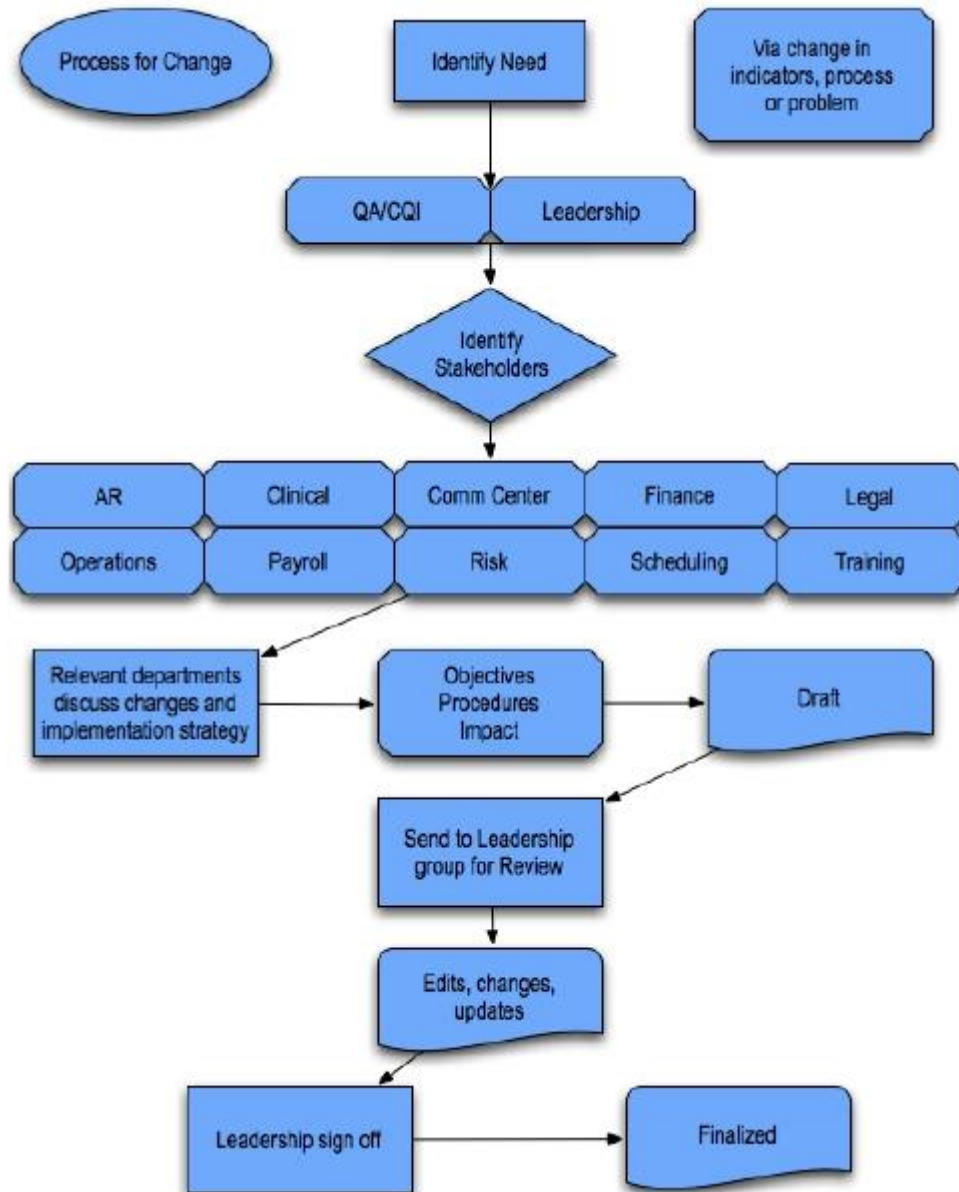 Process for Change
Identify Need
Via change in
indicators, process
or problem
QA/CQI
Leadership
Identify
Stakeholders
AR
Clinical
Comm Center
Finance
Legal
Operations
Payroll
Risk
Scheduling
Training
Relevant departments
discuss changes and
implementation strategy
Objectives
Procedures
Impact
Draft
Send to Leadership
group for Review
Edits, changes,
updates
Leadership sign off
Finalized